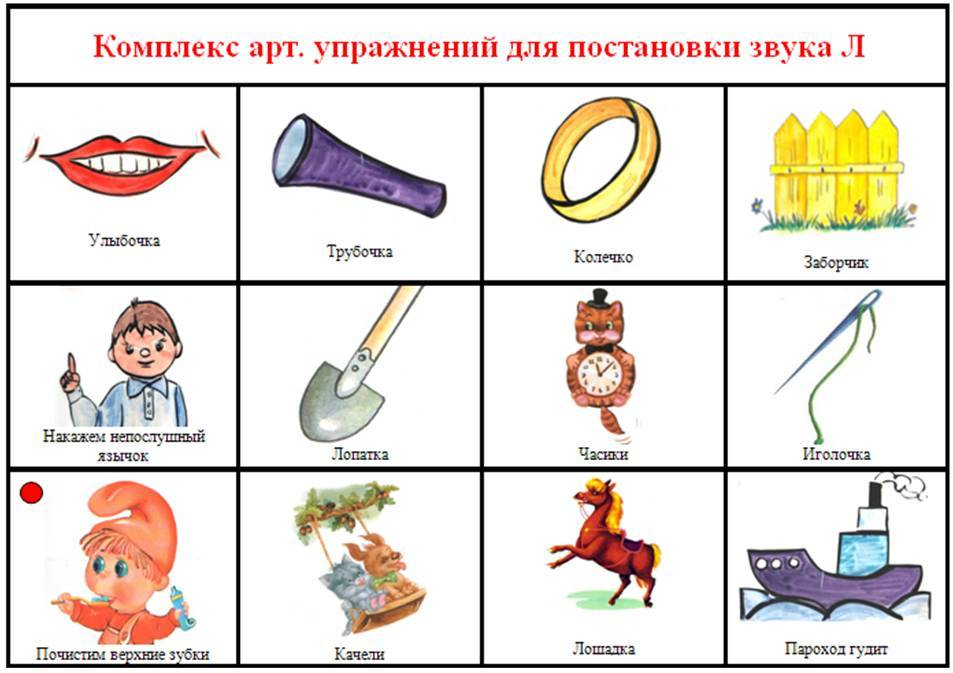 Комплекс арт. упражнений для постановки звука Л
Улыбочка
Трубочка
Колечко
Заборчик
Накажем непослушный
язычок
Лопатка
Часики
Иголочка
Почистим верхние зубки
Качели
Лошадка
Пароход гудит